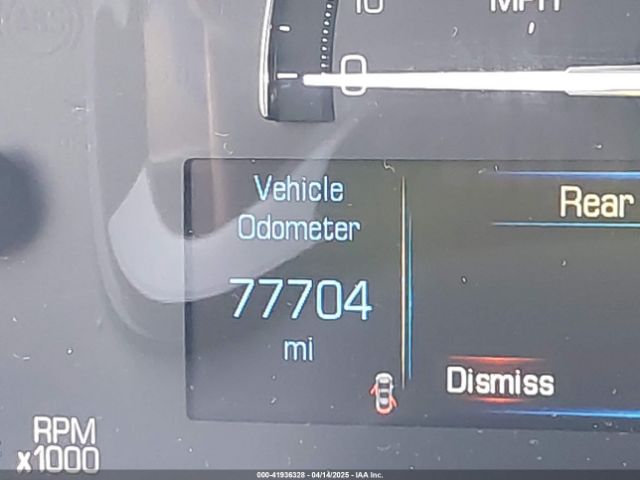 10
MPH
0
Vehicle
Odometer
77704
mi
Rear
Dismiss
RPM
x1000
000-41936328 - 04/14/2025 - IAA Inc.